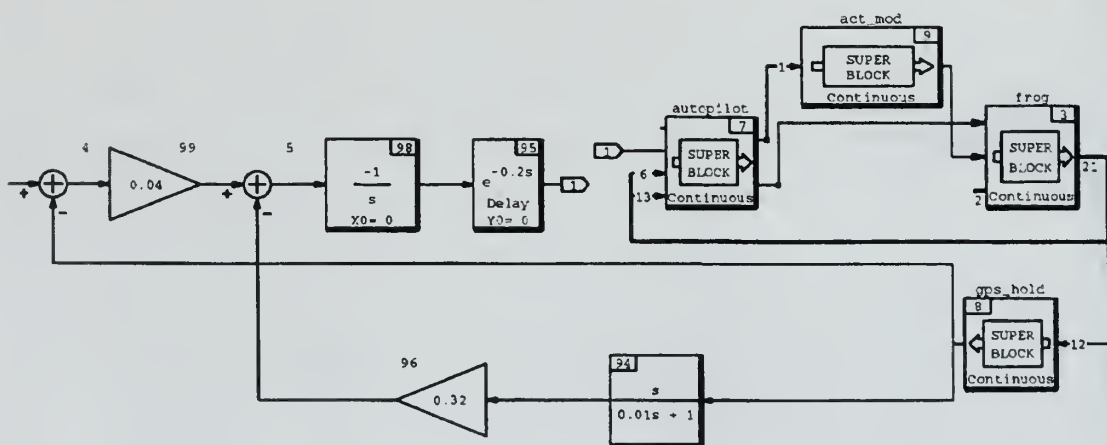 act_mod
9
SUPER
BLOCK
Continuous
1
autopilot
7
SUPER
BLOCK
Continuous
1
6
13
frog
3
SUPER
BLOCK
Continuous
21
2
4
99
5
0.04
+
-
+
-
98
-1
s
X0= 0
95
e-0.2s
Delay
Y0= 0
1
gps_hold
8
SUPER
BLOCK
Continuous
12
96
0.32
94
s
0.01s + 1